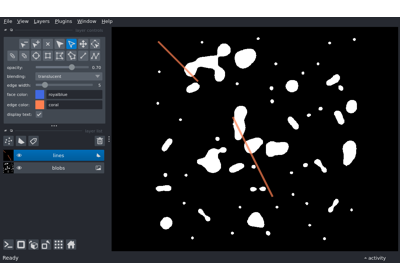 File View Layers Plugins Window Help
opacity: 0.70
blending: translucent
edge width: 5
face color: royalblue
edge color: coral
display text:
lines
blobs
Ready
activity